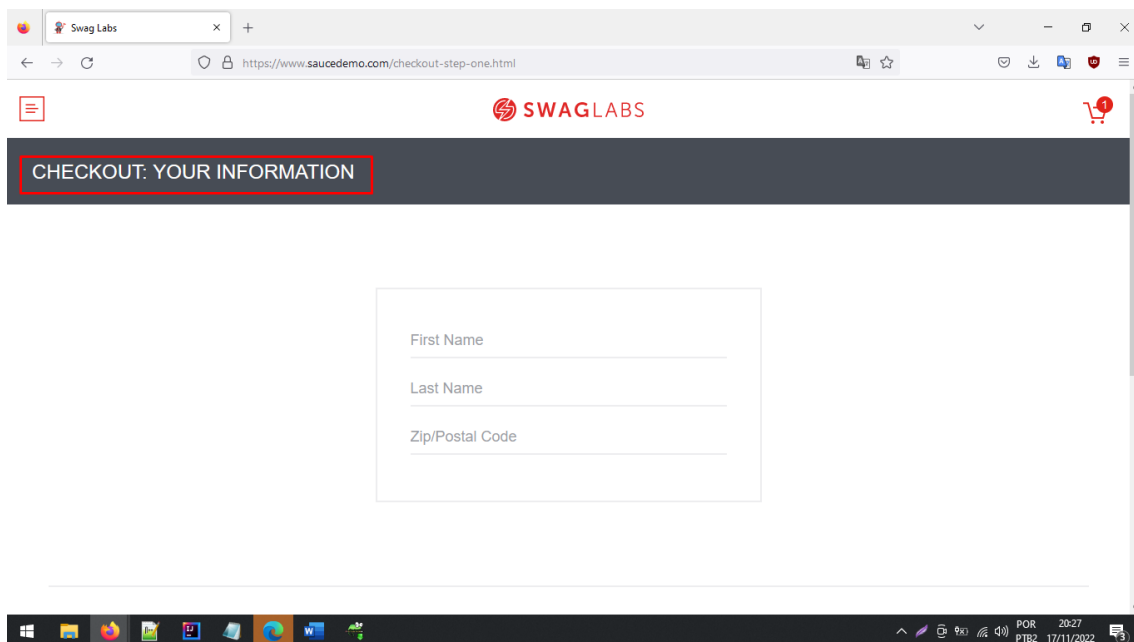 Swag Labs
https://www.saucedemo.com/checkout-step-one.html
SWAGLABS
1
CHECKOUT: YOUR INFORMATION
First Name
Last Name
Zip/Postal Code
POR 20:27
PTB2 17/11/2022